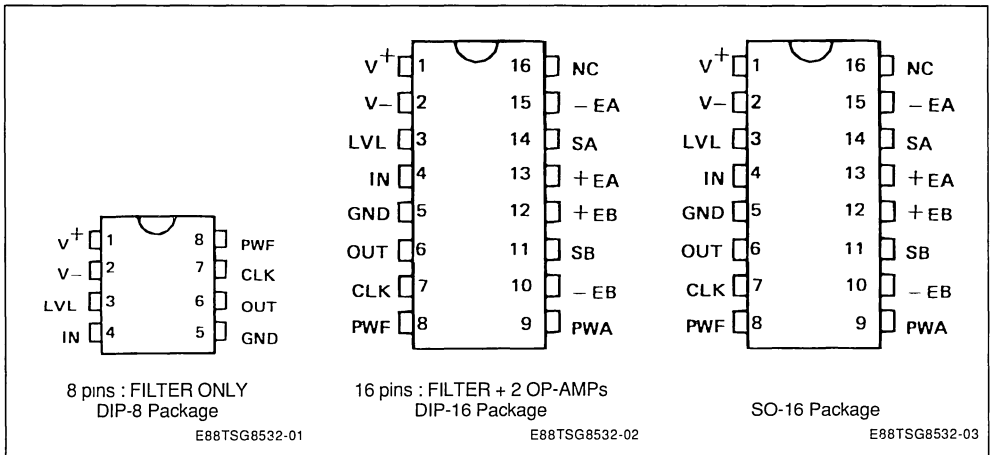 V+ 1 8 PWF
V− 2 7 CLK
LVL 3 6 OUT
IN 4 5 GND
8 pins : FILTER ONLY
DIP-8 Package
E88TSG8532-01
V+ 1 16 NC
V− 2 15 − EA
LVL 3 14 SA
IN 4 13 + EA
GND 5 12 + EB
OUT 6 11 SB
CLK 7 10 − EB
PWF 8 9 PWA
16 pins : FILTER + 2 OP-AMPs
DIP-16 Package
E88TSG8532-02
V+ 1 16 NC
V− 2 15 − EA
LVL 3 14 SA
IN 4 13 + EA
GND 5 12 + EB
OUT 6 11 SB
CLK 7 10 − EB
PWF 8 9 PWA
SO-16 Package
E88TSG8532-03